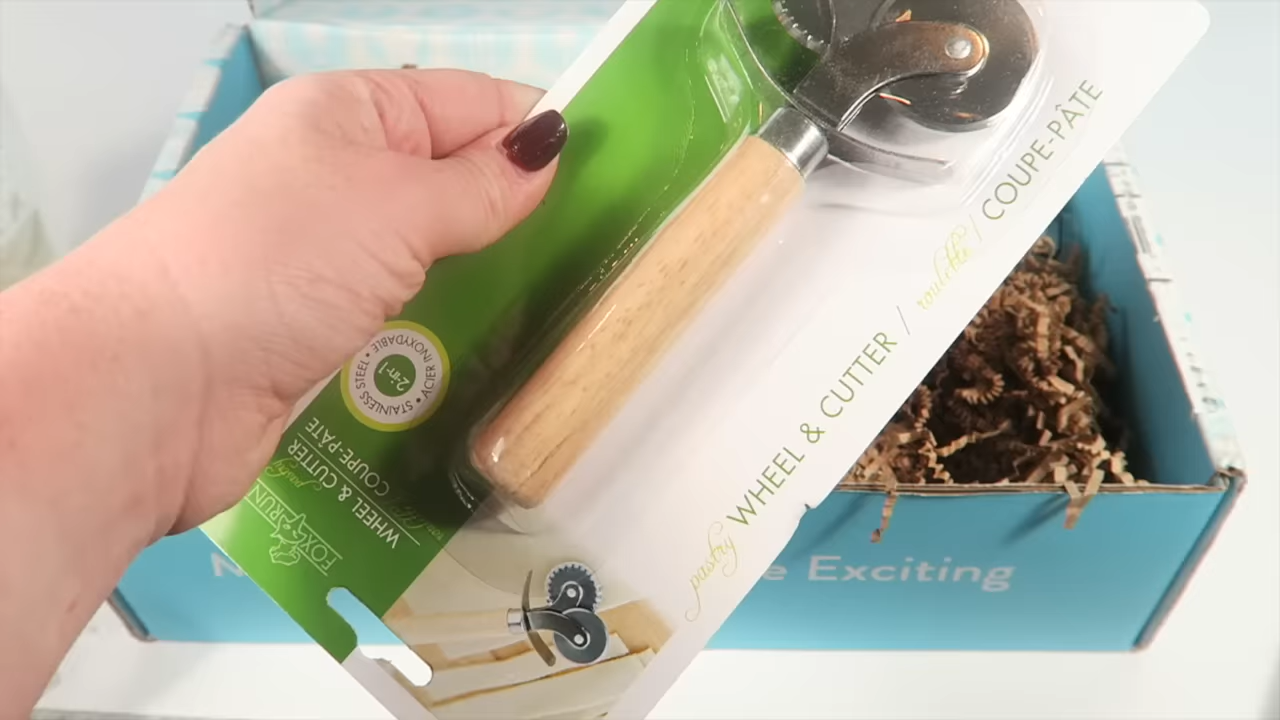 pastry WHEEL & CUTTER / roulette / COUPE-PÂTE
STAINLESS STEEL • ACIER INOXYDABLE •
2-in-1
pastry
WHEEL & CUTTER
COUPE-PÂTE
FOX RUN
e Exciting